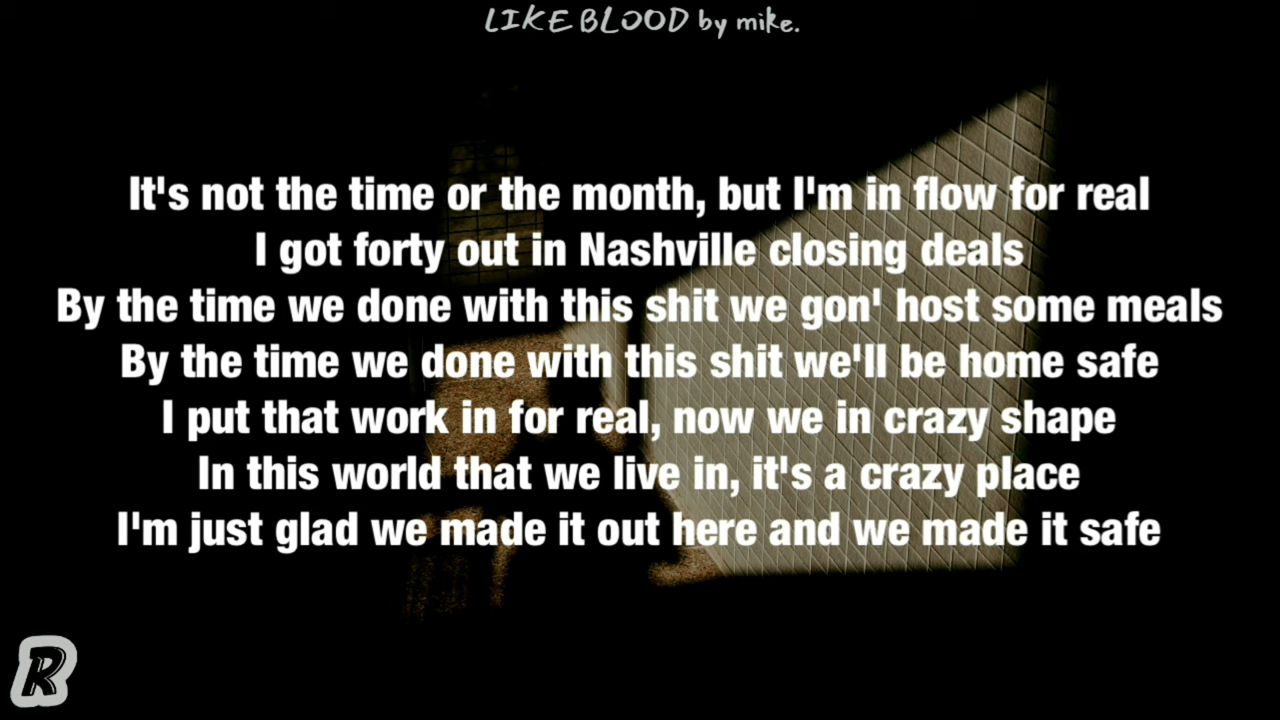 LIKE BLOOD by mike.
It's not the time or the month, but I'm in flow for real
I got forty out in Nashville closing deals
By the time we done with this shit we gon' host some meals
By the time we done with this shit we'll be home safe
I put that work in for real, now we in crazy shape
In this world that we live in, it's a crazy place
I'm just glad we made it out here and we made it safe
R